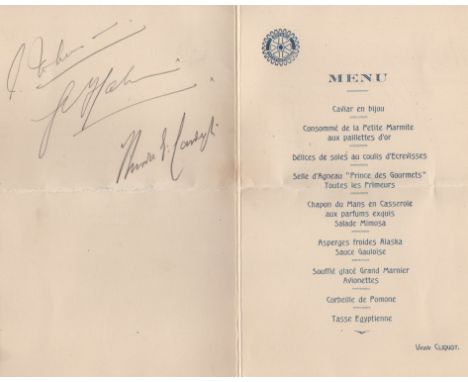 MENU
Caviar en bijou
Consommé de la Petite Marmite
aux paillettes d'or
Délices de soles au coulis d'Ecrevisses
Selle d'Agneau "Prince des Gourmets"
Toutes les Primeurs
Chapon du Mans en Casserole
aux parfums exquis
Salade Mimosa
Asperges froides Alaska
Sauce Gauloise
Soufflé glacé Grand Marnier
Avionettes
Corbeille de Pomone
Tasse Egyptienne
Veuve CLIQUOT.